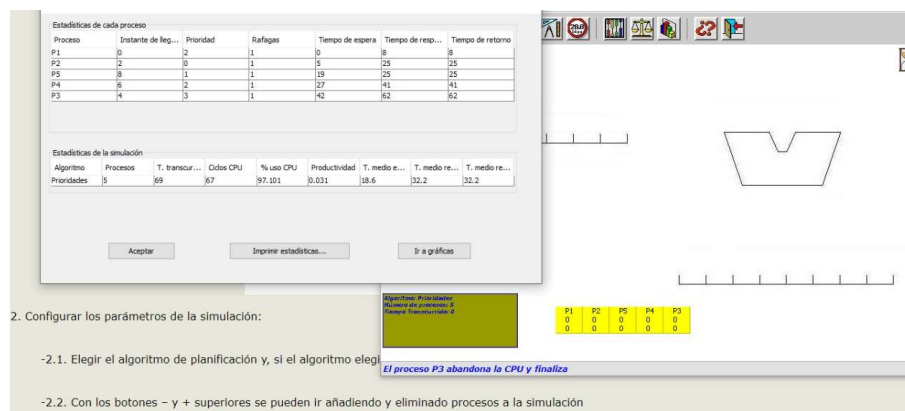 Estadísticas de cada proceso
Proceso Instante de lleg... Prioridad Rafagas Tiempo de espera Tiempo de resp... Tiempo de retorno
P1 0 2 1 0 8 8
P2 2 0 1 5 25 25
P5 8 1 1 19 25 25
P4 6 2 1 27 41 41
P3 4 3 1 42 62 62
Estadísticas de la simulación
Algoritmo Procesos T. transcur... Ciclos CPU % uso CPU Productividad T. medio e... T. medio re... T. medio re...
Prioridades 5 69 67 97.101 0.031 18.6 32.2 32.2
Aceptar Imprimir estadísticas... Ir a gráficas
Algoritmo: Prioridades
Número de procesos: 5
Tiempo Transcurrido: 0
P1 P2 P5 P4 P3
0 0 0 0 0
0 0 0 0 0
El proceso P3 abandona la CPU y finaliza
2. Configurar los parámetros de la simulación:
-2.1. Elegir el algoritmo de planificación y, si el algoritmo elegi
-2.2. Con los botones – y + superiores se pueden ir añadiendo y eliminado procesos a la simulación